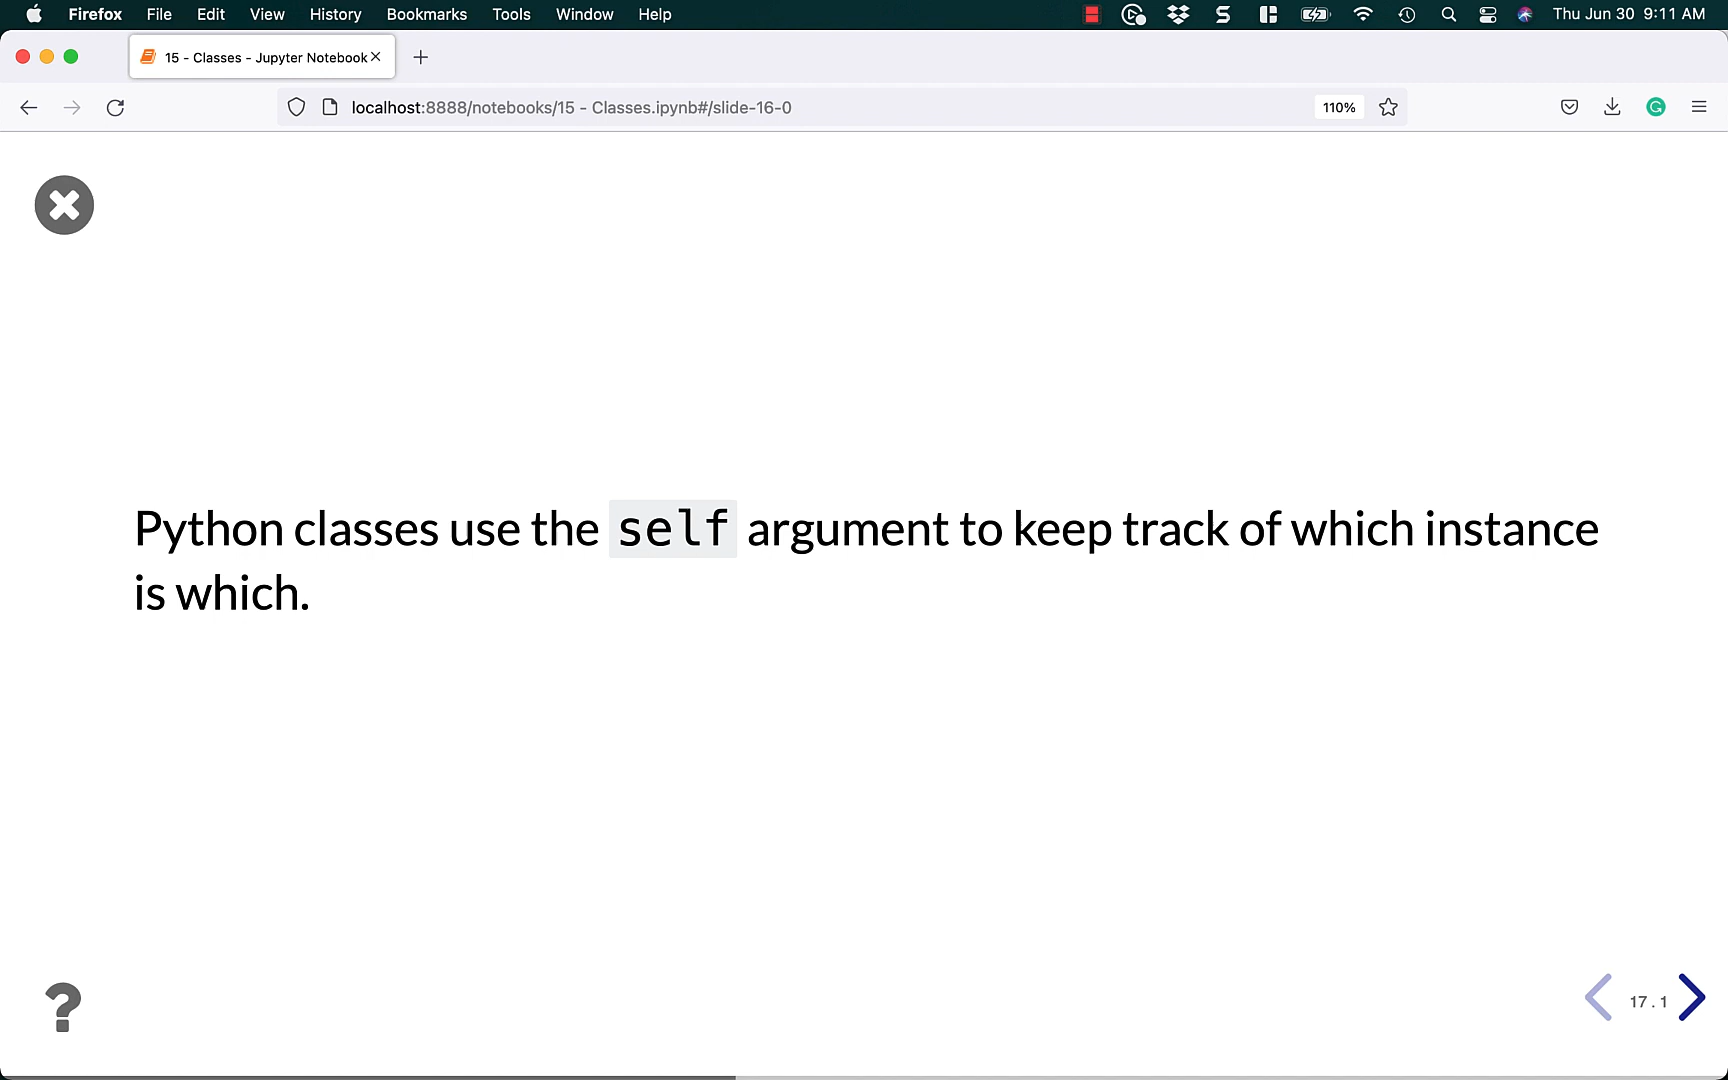 Firefox File Edit View History Bookmarks Tools Window Help Thu Jun 30 9:11 AM
15 - Classes - Jupyter Notebook
localhost:8888/notebooks/15 - Classes.ipynb#/slide-16-0 110%
Python classes use the self argument to keep track of which instance
is which.
17.1